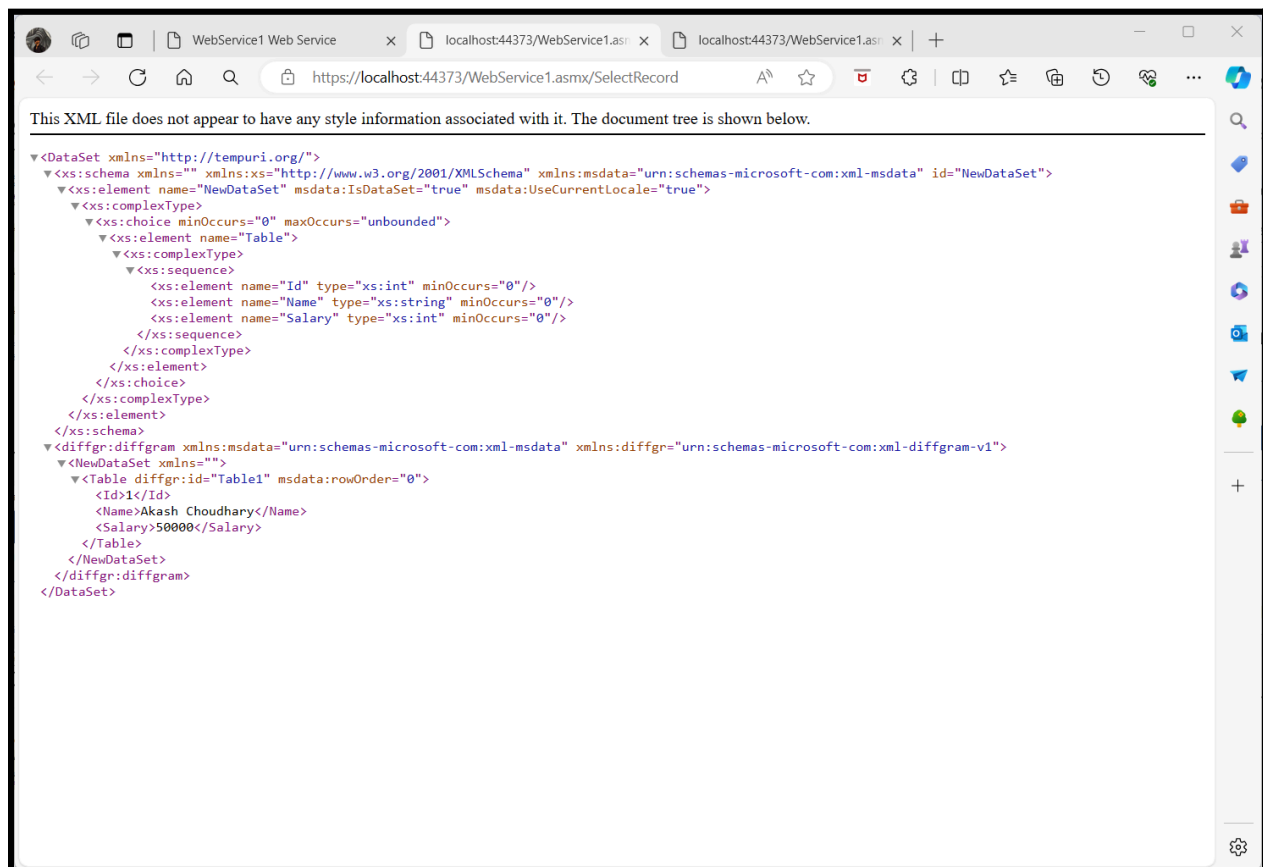 WebService1 Web Service
localhost:44373/WebService1.asm
localhost:44373/WebService1.asm
https://localhost:44373/WebService1.asmx/SelectRecord
This XML file does not appear to have any style information associated with it. The document tree is shown below.
<DataSet xmlns="http://tempuri.org/">
<xs:schema xmlns="" xmlns:xs="http://www.w3.org/2001/XMLSchema" xmlns:msdata="urn:schemas-microsoft-com:xml-msdata" id="NewDataSet">
<xs:element name="NewDataSet" msdata:IsDataSet="true" msdata:UseCurrentLocale="true">
<xs:complexType>
<xs:choice minOccurs="0" maxOccurs="unbounded">
<xs:element name="Table">
<xs:complexType>
<xs:sequence>
<xs:element name="Id" type="xs:int" minOccurs="0"/>
<xs:element name="Name" type="xs:string" minOccurs="0"/>
<xs:element name="Salary" type="xs:int" minOccurs="0"/>
</xs:sequence>
</xs:complexType>
</xs:element>
</xs:choice>
</xs:complexType>
</xs:element>
</xs:schema>
<diffgr:diffgram xmlns:msdata="urn:schemas-microsoft-com:xml-msdata" xmlns:diffgr="urn:schemas-microsoft-com:xml-diffgram-v1">
<NewDataSet xmlns="">
<Table diffgr:id="Table1" msdata:rowOrder="0">
<Id>1</Id>
<Name>Akash Choudhary</Name>
<Salary>50000</Salary>
</Table>
</NewDataSet>
</diffgr:diffgram>
</DataSet>